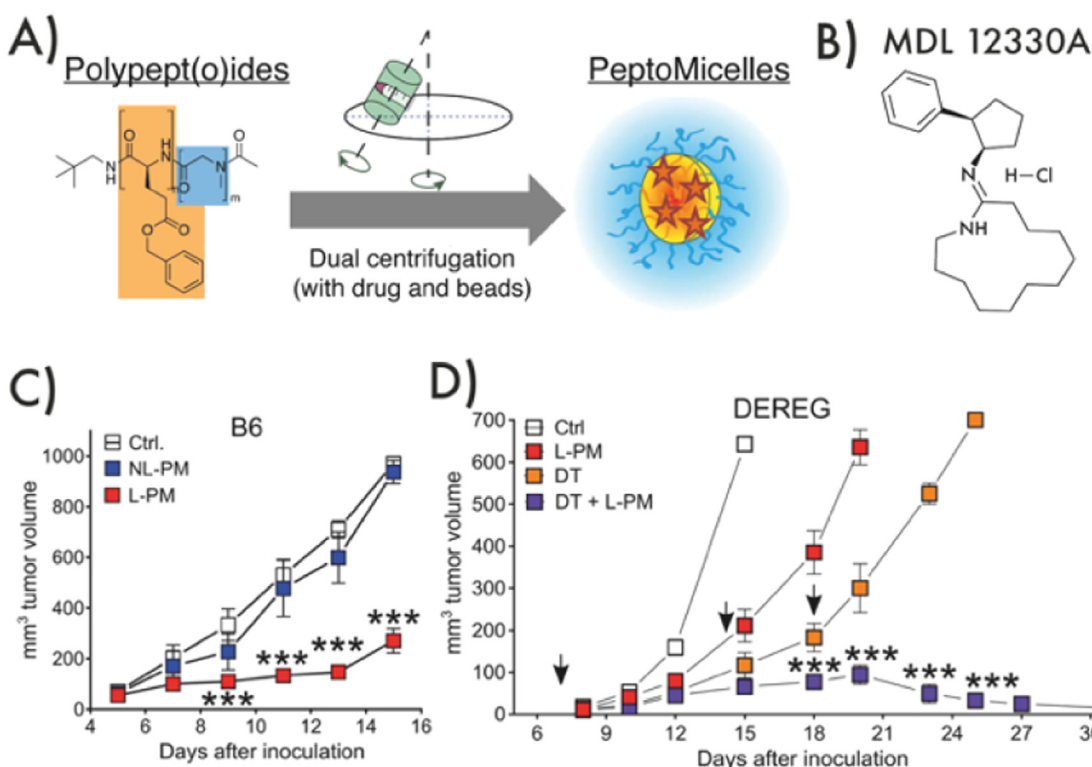 A)
Polypept(o)ides
PeptoMicelles
O
H
N
O
O
N
H
O
n
O
N
m
O
O
Dual centrifugation
(with drug and beads)
B) MDL 12330A
N
H-Cl
NH
C)
B6
Ctrl.
NL-PM
L-PM
mm³ tumor volume
1000
800
600
400
200
0
***
***
***
***
4 6 8 10 12 14 16
Days after inoculation
D)
DEREG
Ctrl
L-PM
DT
DT + L-PM
mm³ tumor volume
700
600
500
400
300
200
100
0
*** *** *** ***
6 9 12 15 18 21 24 27 30
Days after inoculation